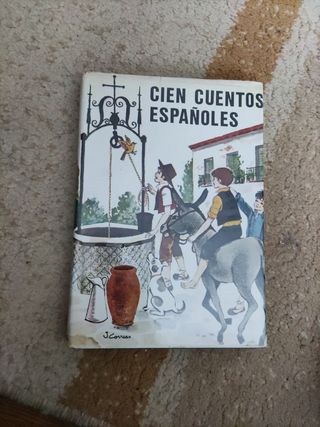 CIEN CUENTOS
ESPAÑOLES
J Correas